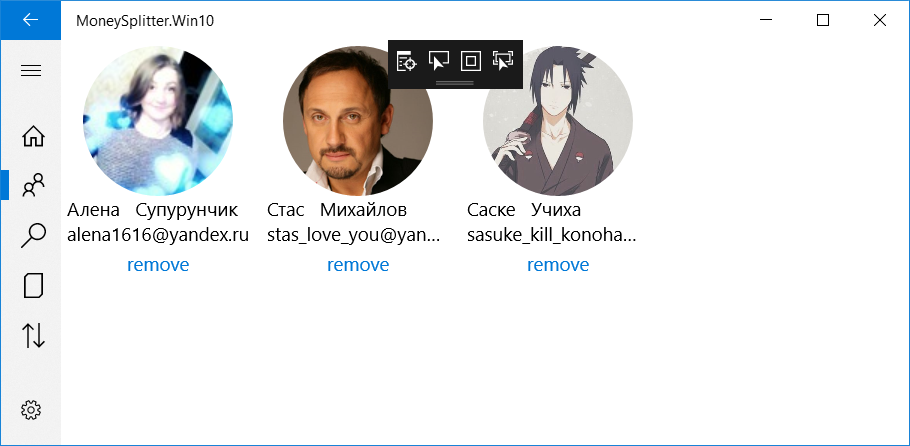 MoneySplitter.Win10
Алена Супурунчик
alena1616@yandex.ru
remove
Стас Михайлов
stas_love_you@yan...
remove
Саске Учиха
sasuke_kill_konoha...
remove